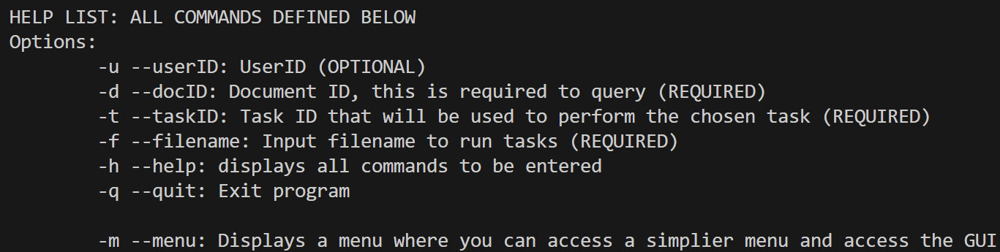 HELP LIST: ALL COMMANDS DEFINED BELOW
Options:
-u --userID: UserID (OPTIONAL)
-d --docID: Document ID, this is required to query (REQUIRED)
-t --taskID: Task ID that will be used to perform the chosen task (REQUIRED)
-f --filename: Input filename to run tasks (REQUIRED)
-h --help: displays all commands to be entered
-q --quit: Exit program
-m --menu: Displays a menu where you can access a simplier menu and access the GUI